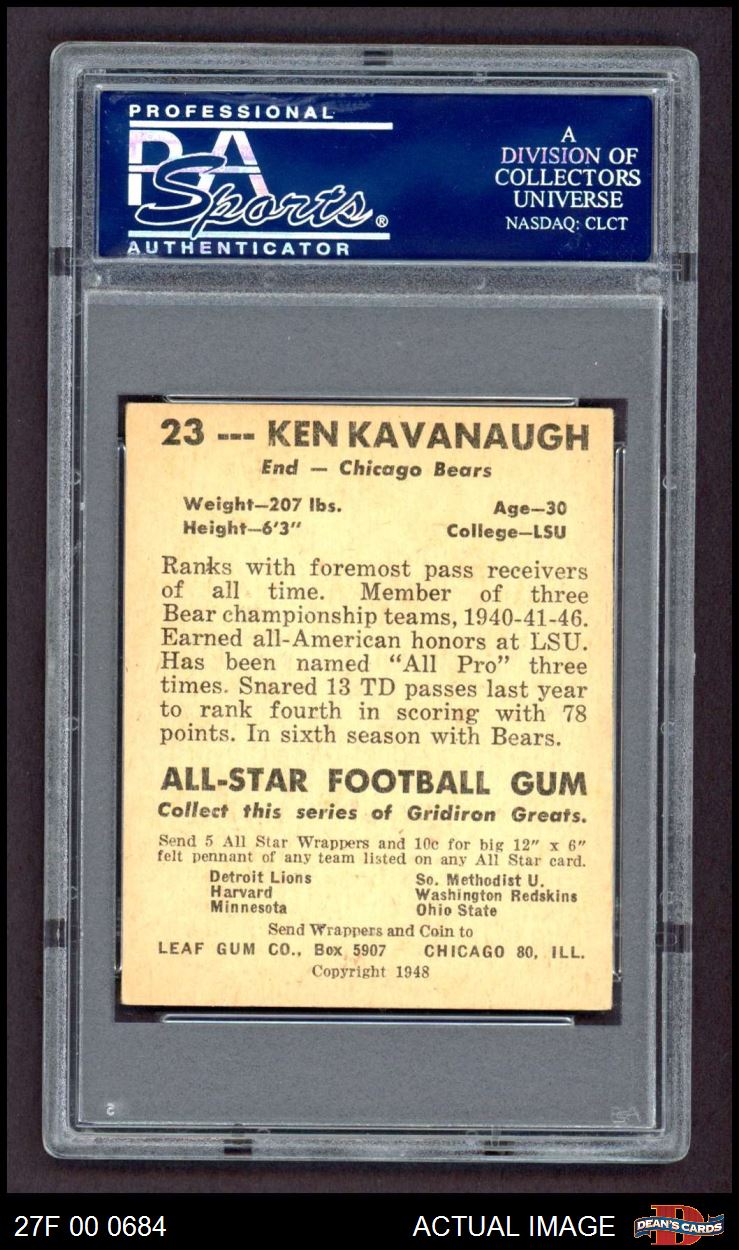 PROFESSIONAL
PSA
Sports®
AUTHENTICATOR
A
DIVISION OF
COLLECTORS
UNIVERSE
NASDAQ: CLCT
23 --- KEN KAVANAUGH
End — Chicago Bears
Weight—207 lbs. Age—30
Height—6'3" College—LSU
Ranks with foremost pass receivers
of all time. Member of three
Bear championship teams, 1940-41-46.
Earned all-American honors at LSU.
Has been named "All Pro" three
times. Snared 13 TD passes last year
to rank fourth in scoring with 78
points. In sixth season with Bears.
ALL-STAR FOOTBALL GUM
Collect this series of Gridiron Greats.
Send 5 All Star Wrappers and 10c for big 12" x 6"
felt pennant of any team listed on any All Star card.
Detroit Lions So. Methodist U.
Harvard Washington Redskins
Minnesota Ohio State
Send Wrappers and Coin to
LEAF GUM CO., Box 5907 CHICAGO 80, ILL.
Copyright 1948
27F 00 0684 ACTUAL IMAGE DEAN'S CARDS